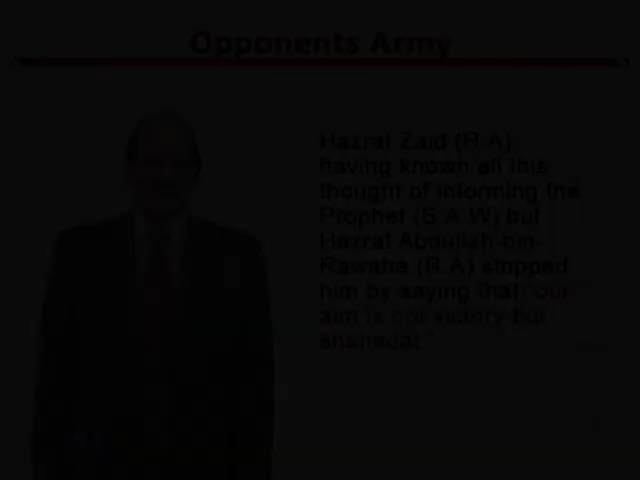 Opponents Army
Hazrat Zaid (R.A)
having known all this
thought of informing the
Prophet (S.A.W) but
Hazrat Abdullah-bin-
Rawaha (R.A) stopped
him by saying that "our
aim is not victory but
shahadat"